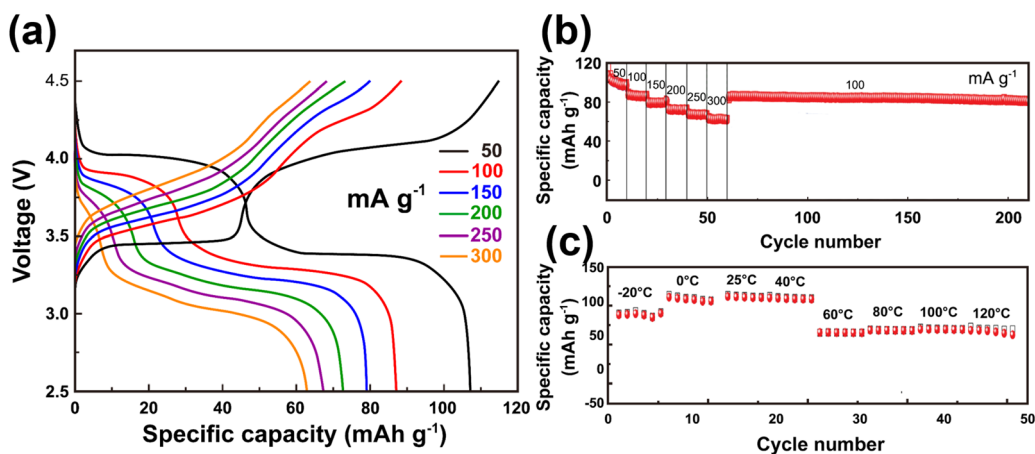 (a)
4.5
4.0
3.5
3.0
2.5
Voltage (V)
50
100
150
200
250
300
mA g-1
0 20 40 60 80 100 120
Specific capacity (mAh g-1)
(b)
120
80
60
40
0
Specific capacity
(mAh g-1)
50 100 150 200 250 300 100 mA g-1
0 50 100 150 200
Cycle number
(c)
150
100
50
0
-50
Specific capacity
(mAh g-1)
-20°C 0°C 25°C 40°C
60°C 80°C 100°C 120°C
0 10 20 30 40 50
Cycle number